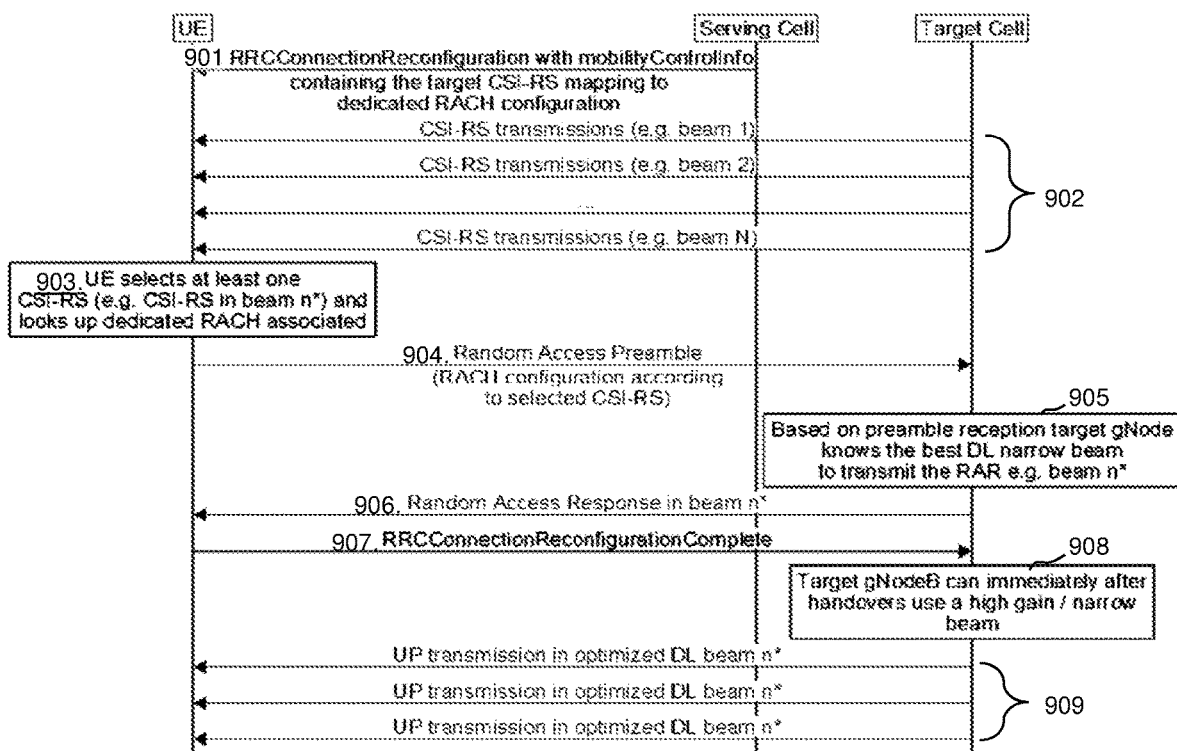 UE
Serving Cell
Target Cell
901 RRCConnectionReconfiguration with mobilityControlInfo
containing the target CSI-RS mapping to
dedicated RACH configuration
CSI-RS transmissions (e.g. beam 1)
CSI-RS transmissions (e.g. beam 2)
...
CSI-RS transmissions (e.g. beam N)
902
903. UE selects at least one
CSI-RS (e.g. CSI-RS in beam n*) and
looks up dedicated RACH associated
904. Random Access Preamble
(RACH configuration according
to selected CSI-RS)
905
Based on preamble reception target gNode
knows the best DL narrow beam
to transmit the RAR e.g. beam n*
906. Random Access Response in beam n*
907. RRCConnectionReconfigurationComplete
908
Target gNodeB can immediately after
handovers use a high gain / narrow
beam
UP transmission in optimized DL beam n*
UP transmission in optimized DL beam n*
UP transmission in optimized DL beam n*
909